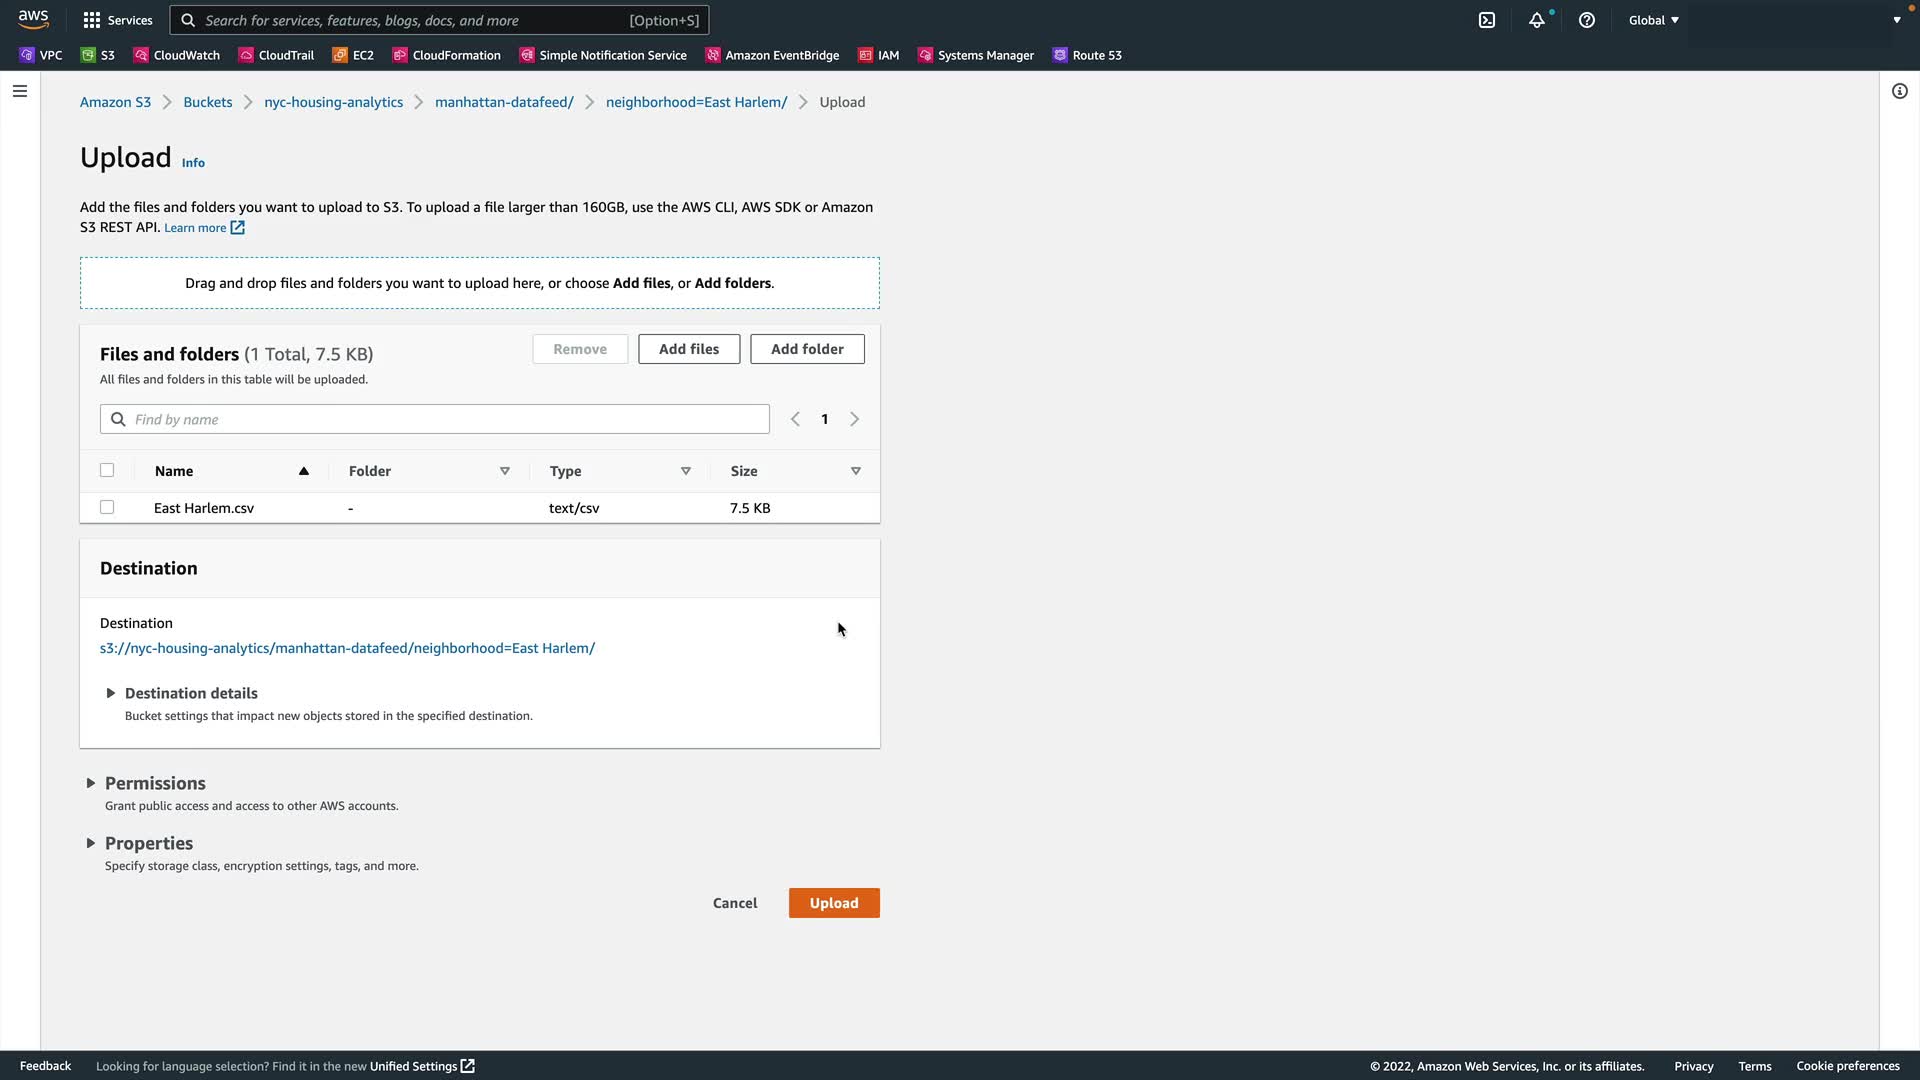 aws
Services
Search for services, features, blogs, docs, and more [Option+S]
Global
VPC S3 CloudWatch CloudTrail EC2 CloudFormation Simple Notification Service Amazon EventBridge IAM Systems Manager Route 53
Amazon S3 Buckets nyc-housing-analytics manhattan-datafeed/ neighborhood=East Harlem/ Upload
Upload Info
Add the files and folders you want to upload to S3. To upload a file larger than 160GB, use the AWS CLI, AWS SDK or Amazon
S3 REST API. Learn more
Drag and drop files and folders you want to upload here, or choose Add files, or Add folders.
Files and folders (1 Total, 7.5 KB)
Remove Add files Add folder
All files and folders in this table will be uploaded.
Find by name
1
Name Folder Type Size
East Harlem.csv - text/csv 7.5 KB
Destination
Destination
s3://nyc-housing-analytics/manhattan-datafeed/neighborhood=East Harlem/
Destination details
Bucket settings that impact new objects stored in the specified destination.
Permissions
Grant public access and access to other AWS accounts.
Properties
Specify storage class, encryption settings, tags, and more.
Cancel Upload
Feedback Looking for language selection? Find it in the new Unified Settings © 2022, Amazon Web Services, Inc. or its affiliates. Privacy Terms Cookie preferences